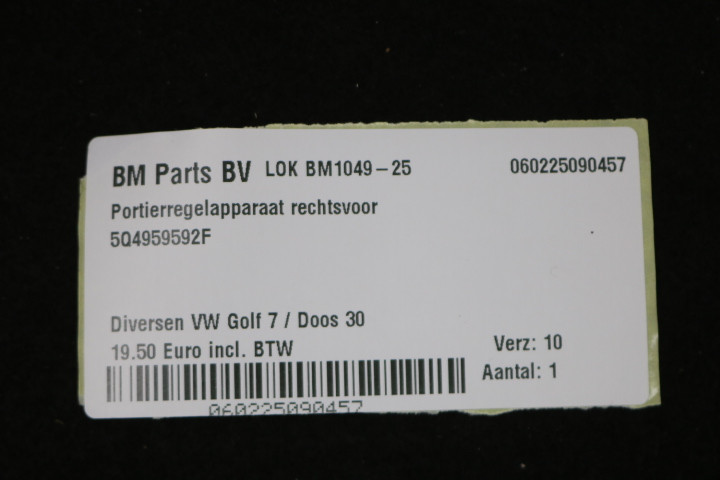 BM Parts BV LOK BM1049-25 060225090457
Portierregelapparaat rechtsvoor
5Q4959592F
Diversen VW Golf 7 / Doos 30
19.50 Euro incl. BTW
Verz: 10
Aantal: 1
060225090457